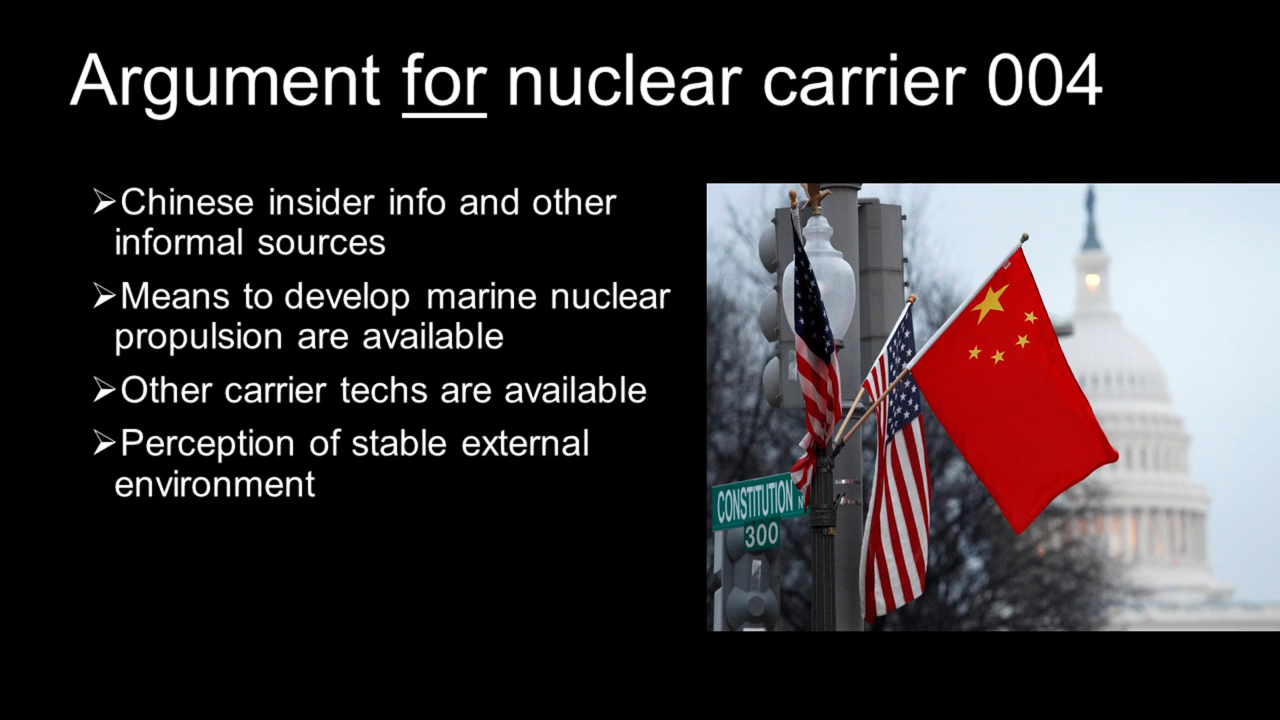 Argument for nuclear carrier 004
➢Chinese insider info and other
informal sources
➢Means to develop marine nuclear
propulsion are available
➢Other carrier techs are available
➢Perception of stable external
environment
CONSTITUTION N
300